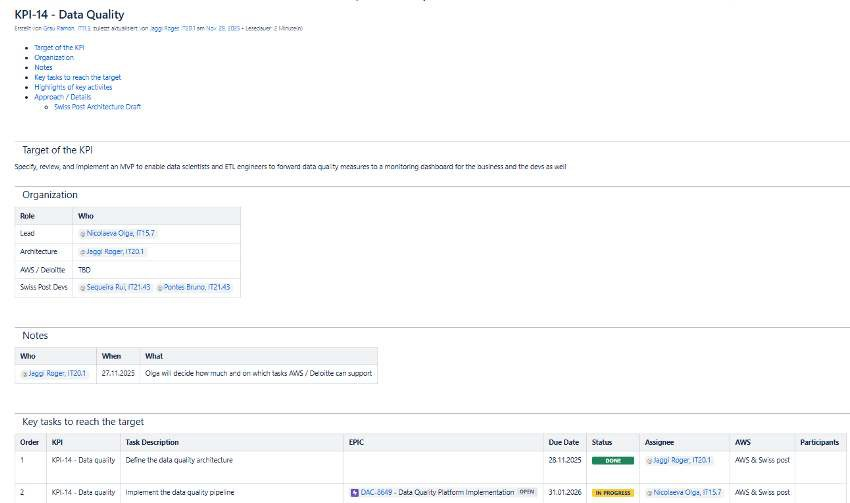 KPI-14 - Data Quality
Erstellt von Grau Ramon, IT11.3, zuletzt aktualisiert von Jaggi Roger, IT20.1 am Nov 29, 2025 • Lesedauer: 2 Minute(n)
Target of the KPI
Organization
Notes
Key tasks to reach the target
Highlights of key activites
Approach / Details
Swiss Post Architecture Draft
Target of the KPI
Specify, review, and implement an MVP to enable data scientists and ETL engineers to forward data quality measures to a monitoring dashboard for the business and the devs as well
Organization
Role Who
Lead @Nicolaeva Olga, IT15.7
Architecture @Jaggi Roger, IT20.1
AWS / Deloitte TBD
Swiss Post Devs @Sequeira Rui, IT21.43 @Pontes Bruno, IT21.43
Notes
Who When What
@Jaggi Roger, IT20.1 27.11.2025 Olga will decide how much and on which tasks AWS / Deloitte can support
Key tasks to reach the target
Order KPI Task Description EPIC Due Date Status Assignee AWS Participants
1 KPI-14 - Data quality Define the data quality architecture 28.11.2025 DONE @Jaggi Roger, IT20.1 AWS & Swiss post
2 KPI-14 - Data quality Implement the data quality pipeline DAC-8649 - Data Quality Platform Implementation OPEN 31.01.2026 IN PROGRESS @Nicolaeva Olga, IT15.7 AWS & Swiss post